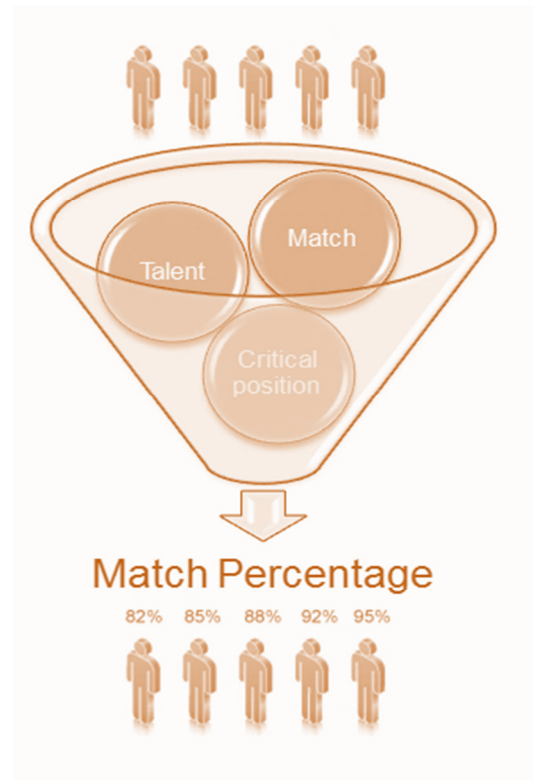 Match
Talent
Critical
position
Match Percentage
82% 85% 88% 92% 95%